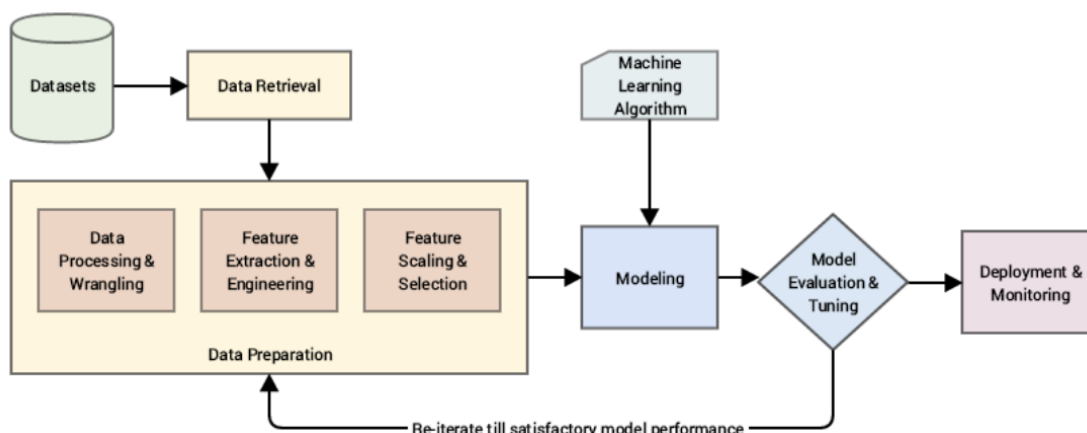 Datasets
Data Retrieval
Machine
Learning
Algorithm
Data
Processing &
Wrangling
Feature
Extraction &
Engineering
Feature
Scaling &
Selection
Data Preparation
Modeling
Model
Evaluation &
Tuning
Deployment &
Monitoring
Re-iterate till satisfactory model performance